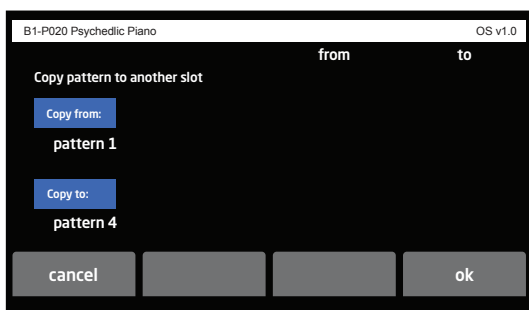 B1-P020 Psychedlic Piano OS v1.0
from to
Copy pattern to another slot
Copy from:
pattern 1
Copy to:
pattern 4
cancel ok